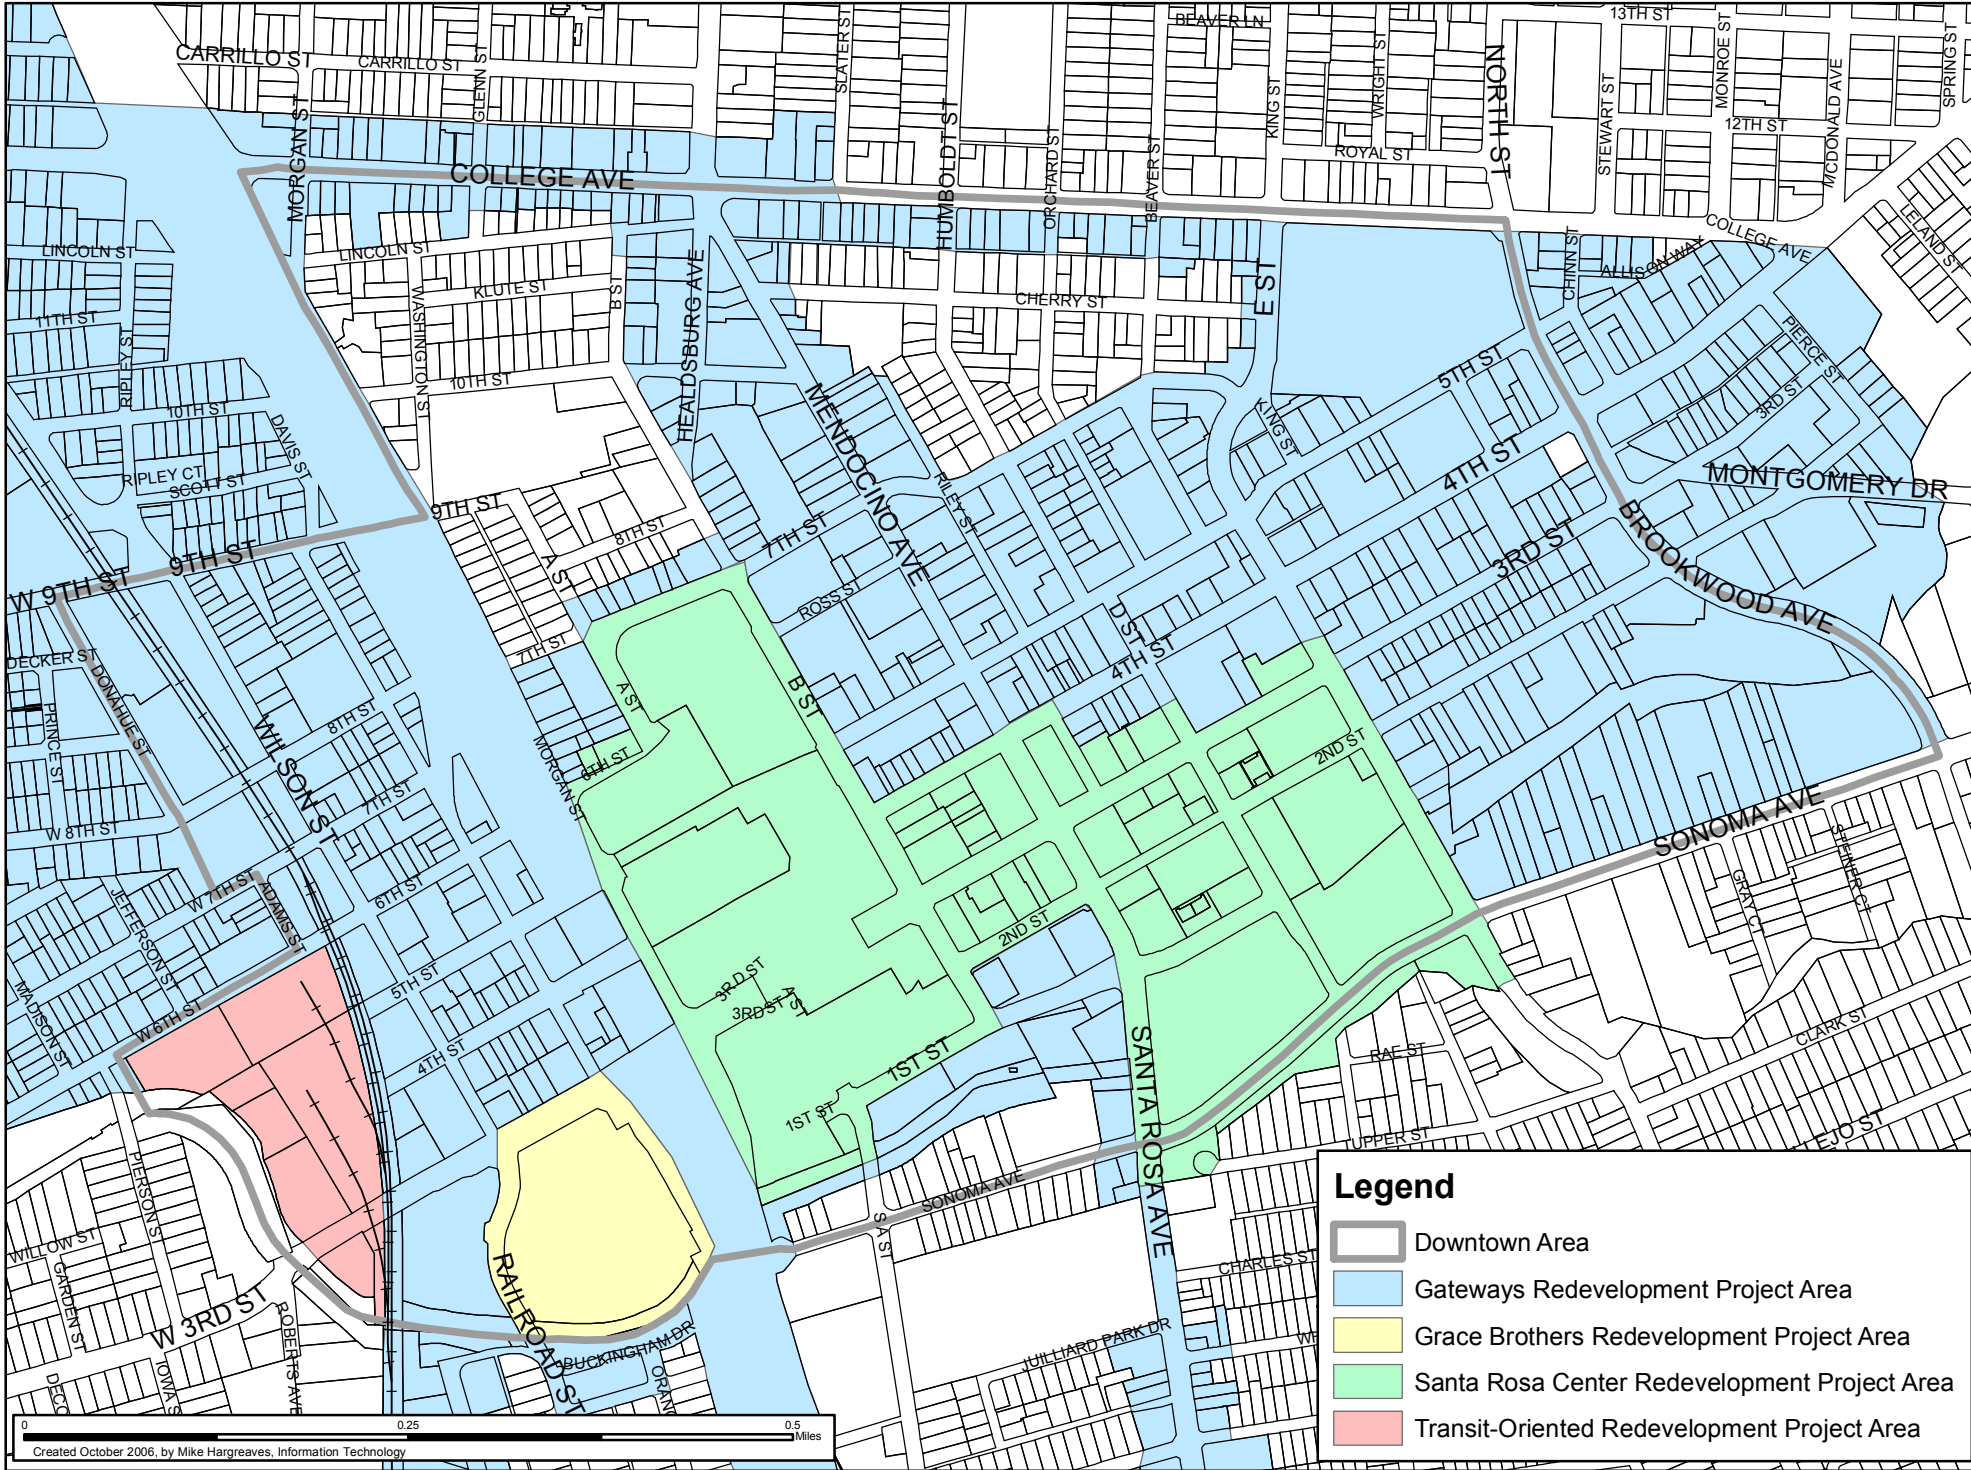 BEAVER LN
13TH ST
CARRILLO ST
CARRILLO ST
GLENN ST
SLATER S
KING ST
WRIGHT ST
NORTH ST
STEWART ST
MONROE ST
MCDONALD AVE
SPRING ST
12TH ST
MORGAN ST
HUMBOLDT ST
ORCHARD ST
BEAVER ST
ROYAL ST
COLLEGE AVE
COLLEGE AVE
LELAND ST
LINCOLN ST
LINCOLN ST
KLUTE ST
B ST
HEALDSBURG AVE
CHERRY ST
E ST
CHINN ST
ALLISON WAY
PIERCE ST
11TH ST
RIPLEY ST
WASHINGTON ST
10TH ST
10TH ST
DAVIS ST
MENDOCINO AVE
5TH ST
KING ST
3RD ST
4TH ST
MONTGOMERY DR
RIPLEY CT
SCOTT ST
RILEY ST
9TH ST
8TH ST
7TH ST
BROOKWOOD AVE
3RD ST
W 9TH ST
9TH ST
A ST
ROSS ST
D ST
4TH ST
7TH ST
DECKER ST
DONAHUE ST
A ST
B ST
PRINCE ST
8TH ST
WILSON ST
MORGAN ST
6TH ST
2ND ST
7TH ST
W 8TH ST
SONOMA AVE
STEINER CT
GRAY CT
W 7TH ST
ADAMS ST
6TH ST
JEFFERSON ST
2ND ST
MADISON ST
W 6TH ST
5TH ST
3RD ST
3RD ST
A ST
4TH ST
1ST ST
SANTA ROSA AVE
RAE ST
CLARK ST
1ST ST
UPPER ST
LEJO ST
PIERSON S
SONOMA AVE
S A ST
WILLOW ST
GARDEN ST
W 3RD ST
ROBERTS AVE
IOWA S
DECO
RAILROAD ST
BUCKINGHAM DR
ORANG
JUILLIARD PARK DR
CHARLES ST
WH
Legend
Downtown Area
Gateways Redevelopment Project Area
Grace Brothers Redevelopment Project Area
Santa Rosa Center Redevelopment Project Area
Transit-Oriented Redevelopment Project Area
0 0.25 0.5
Miles
Created October 2006, by Mike Hargreaves, Information Technology